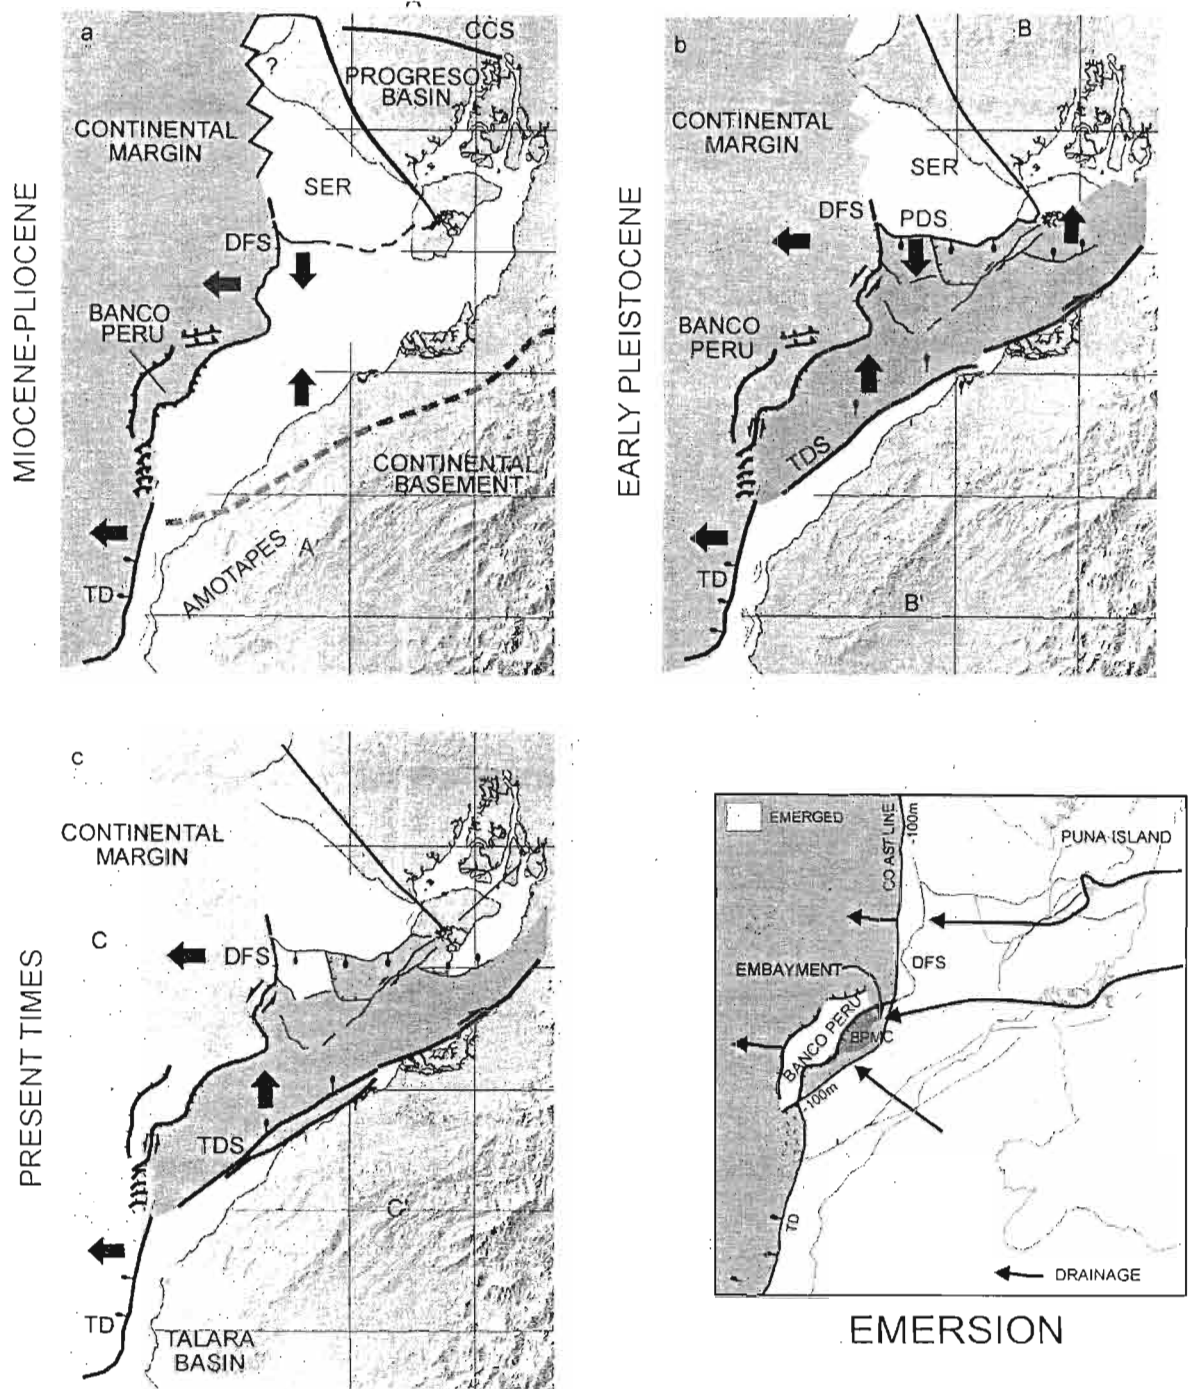 MIOCENE-PLIOCENE
a
CCS
PROGRESO
BASIN
?
CONTINENTAL
MARGIN
SER
DFS
BANCO
PERU
CONTINENTAL
BASEMENT
AMOTAPES
A'
TD
EARLY PLEISTOCENE
b
B
CONTINENTAL
MARGIN
SER
DFS
PDS
BANCO
PERU
TDS
TD
B'
PRESENT TIMES
c
CONTINENTAL
MARGIN
C
DFS
TDS
C'
TD
TALARA
BASIN
EMERGED
COAST LINE
-100m
PUNA ISLAND
DFS
EMBAYMENT
BANCO PERU
BPMC
-100m
TD
DRAINAGE
EMERSION